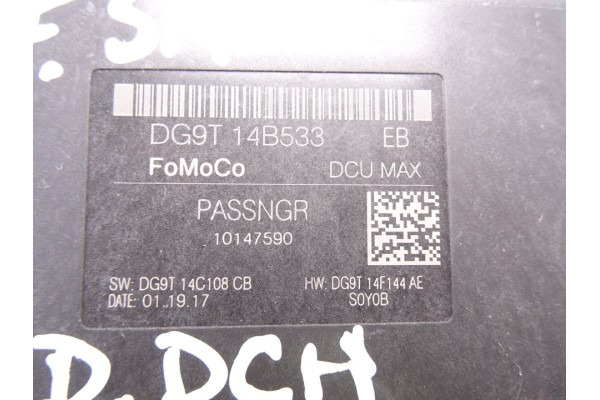 DG9T 14B533 EB
FoMoCo DCU MAX
PASSNGR
10147590
SW: DG9T 14C108 CB HW: DG9T 14F144 AE
DATE: 01.19.17 S0Y0B
D.DCH